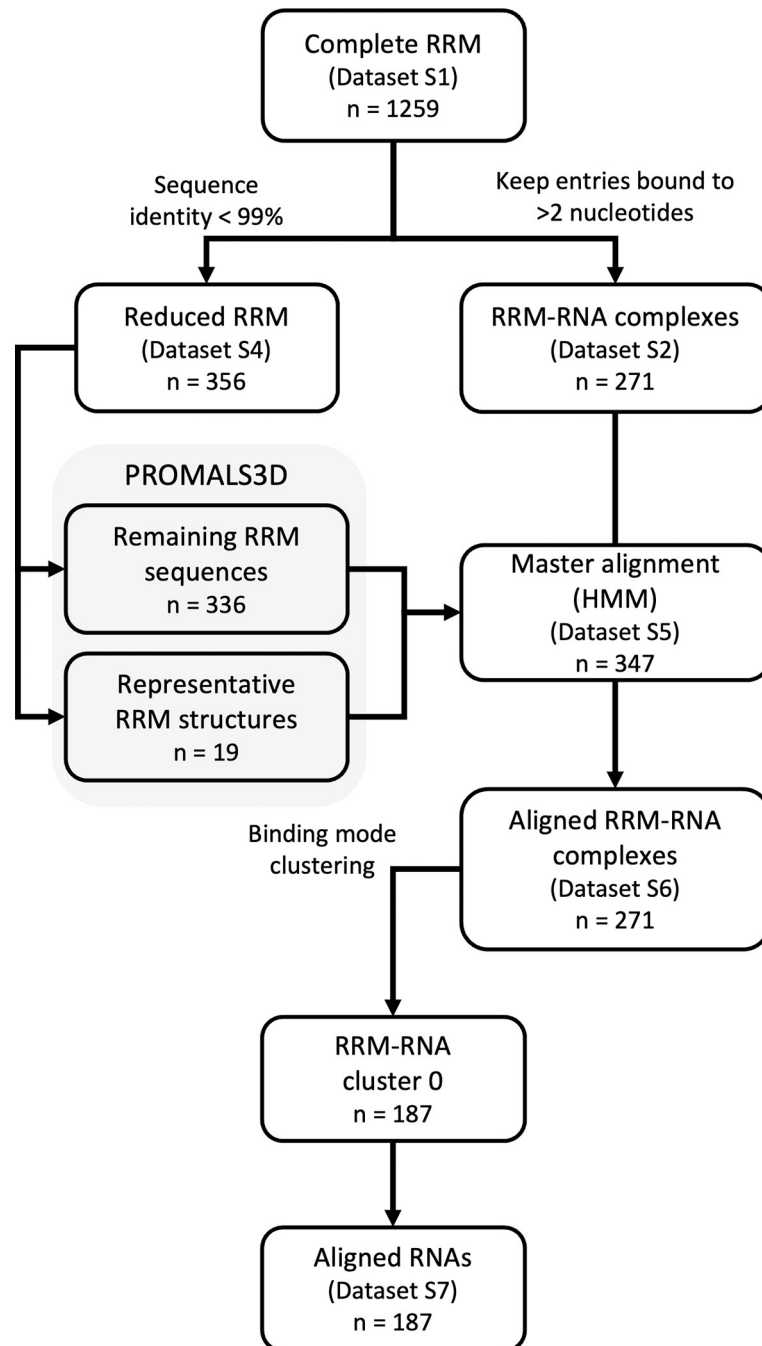 Complete RRM
(Dataset S1)
n = 1259
Sequence
identity < 99%
Keep entries bound to
>2 nucleotides
Reduced RRM
(Dataset S4)
n = 356
RRM-RNA complexes
(Dataset S2)
n = 271
PROMALS3D
Remaining RRM
sequences
n = 336
Representative
RRM structures
n = 19
Master alignment
(HMM)
(Dataset S5)
n = 347
Aligned RRM-RNA
complexes
(Dataset S6)
n = 271
Binding mode
clustering
RRM-RNA
cluster 0
n = 187
Aligned RNAs
(Dataset S7)
n = 187